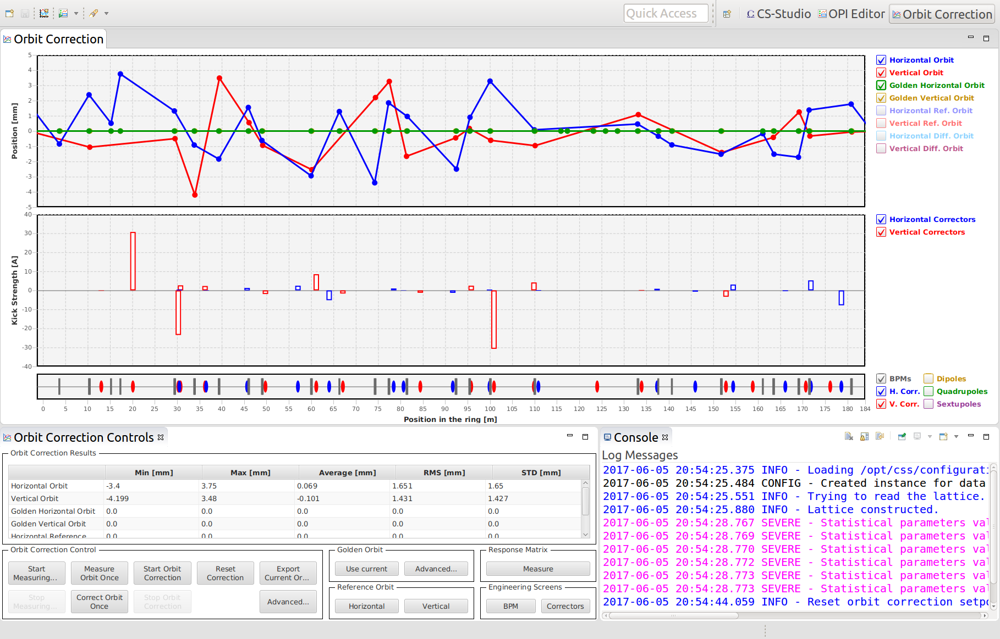 Quick Access
CS-Studio
OPI Editor
Orbit Correction
Orbit Correction
Position [mm]
5
4
3
2
1
0
-1
-2
-3
-4
-5
Horizontal Orbit
Vertical Orbit
Golden Horizontal Orbit
Golden Vertical Orbit
Horizontal Ref. Orbit
Vertical Ref. Orbit
Horizontal Diff. Orbit
Vertical Diff. Orbit
Kick Strength [A]
40
30
20
10
0
-10
-20
-30
-40
Horizontal Correctors
Vertical Correctors
BPMs Dipoles
H. Corr. Quadrupoles
V. Corr. Sextupoles
0 5 10 15 20 25 30 35 40 45 50 55 60 65 70 75 80 85 90 95 100 105 110 115 120 125 130 135 140 145 150 155 160 165 170 175 180 184
Position in the ring [m]
Orbit Correction Controls
Orbit Correction Results
Min [mm] Max [mm] Average [mm] RMS [mm] STD [mm]
Horizontal Orbit -3.4 3.75 0.069 1.651 1.65
Vertical Orbit -4.199 3.48 -0.101 1.431 1.427
Golden Horizontal Orbit 0.0 0.0 0.0 0.0 0.0
Golden Vertical Orbit 0.0 0.0 0.0 0.0 0.0
Horizontal Reference 0.0 0.0 0.0 0.0 0.0
Orbit Correction Control
Start
Measuring...
Measure
Orbit Once
Start Orbit
Correction
Reset
Correction
Export
Current Or...
Stop
Measuring...
Correct Orbit
Once
Stop Orbit
Correction
Advanced...
Golden Orbit
Use current
Advanced...
Response Matrix
Measure
Reference Orbit
Horizontal
Vertical
Engineering Screens
BPM
Correctors
Console
Log Messages
2017-06-05 20:54:25.375 INFO - Loading /opt/css/configurati
2017-06-05 20:54:25.484 CONFIG - Created instance for data
2017-06-05 20:54:25.551 INFO - Trying to read the lattice.
2017-06-05 20:54:25.880 INFO - Lattice constructed.
2017-06-05 20:54:28.767 SEVERE - Statistical parameters val
2017-06-05 20:54:28.769 SEVERE - Statistical parameters val
2017-06-05 20:54:28.770 SEVERE - Statistical parameters val
2017-06-05 20:54:28.772 SEVERE - Statistical parameters val
2017-06-05 20:54:28.773 SEVERE - Statistical parameters val
2017-06-05 20:54:28.773 SEVERE - Statistical parameters val
2017-06-05 20:54:44.059 INFO - Reset orbit correction setpo